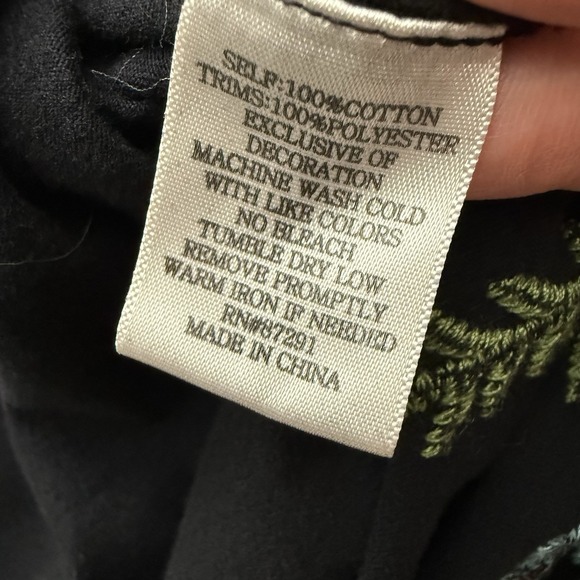 SELF:100%COTTON
TRIMS:100%POLYESTER
EXCLUSIVE OF
DECORATION
MACHINE WASH COLD
WITH LIKE COLORS
NO BLEACH
TUMBLE DRY LOW
REMOVE PROMPTLY
WARM IRON IF NEEDED
RN#87291
MADE IN CHINA